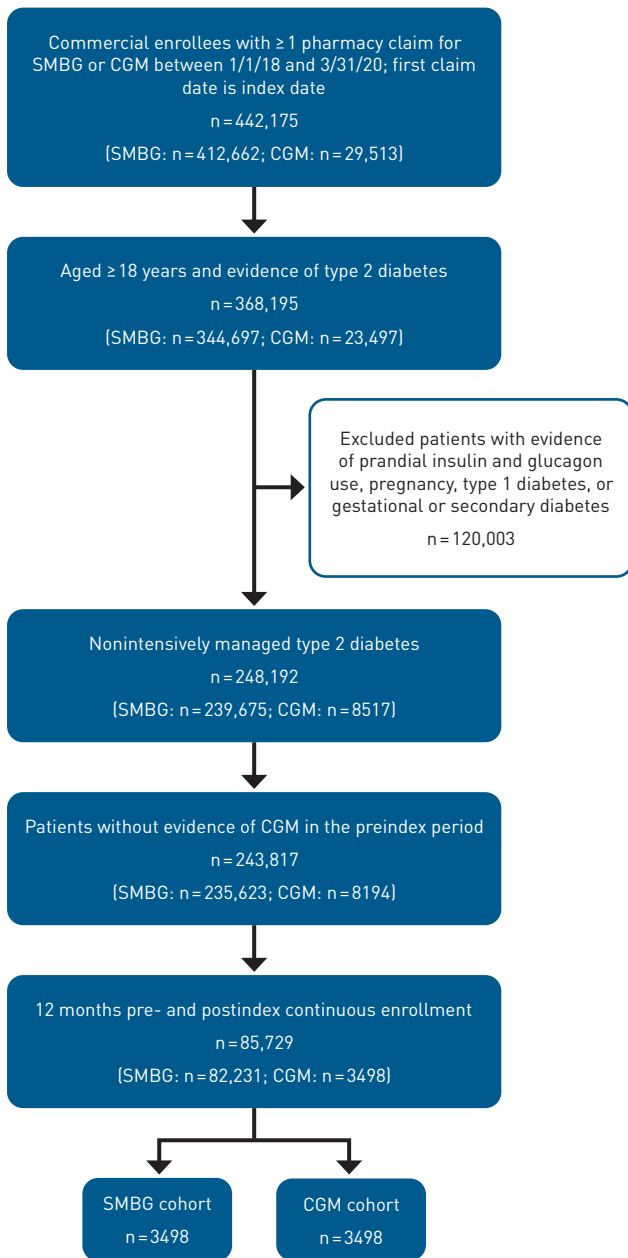 Commercial enrollees with ≥1 pharmacy claim for
SMBG or CGM between 1/1/18 and 3/31/20; first claim
date is index date
n=442,175
(SMBG: n=412,662; CGM: n=29,513)
Aged ≥18 years and evidence of type 2 diabetes
n=368,195
(SMBG: n=344,697; CGM: n=23,497)
Excluded patients with evidence
of prandial insulin and glucagon
use, pregnancy, type 1 diabetes, or
gestational or secondary diabetes
n=120,003
Nonintensively managed type 2 diabetes
n=248,192
(SMBG: n=239,675; CGM: n=8517)
Patients without evidence of CGM in the preindex period
n=243,817
(SMBG: n=235,623; CGM: n=8194)
12 months pre- and postindex continuous enrollment
n=85,729
(SMBG: n=82,231; CGM: n=3498)
SMBG cohort
n=3498
CGM cohort
n=3498